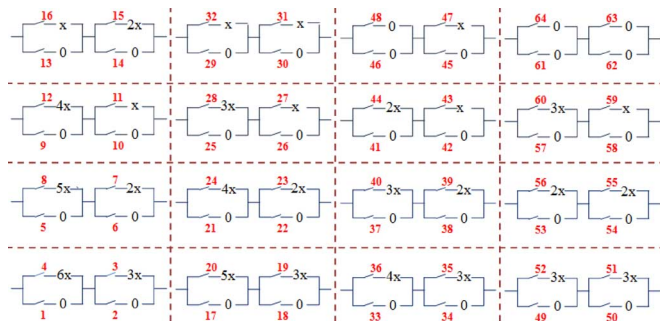 16 15 32 31 48 47 64 63
x 2x x x 0 x 0 0
0 0 0 0 0 0 0 0
13 14 29 30 46 45 61 62
12 11 28 27 44 43 60 59
4x x 3x x 2x x 3x x
0 0 0 0 0 0 0 0
9 10 25 26 41 42 57 58
8 7 24 23 40 39 56 55
5x 2x 4x 2x 3x 2x 2x 2x
0 0 0 0 0 0 0 0
5 6 21 22 37 38 53 54
4 3 20 19 36 35 52 51
6x 3x 5x 3x 4x 3x 3x 3x
0 0 0 0 0 0 0 0
1 2 17 18 33 34 49 50